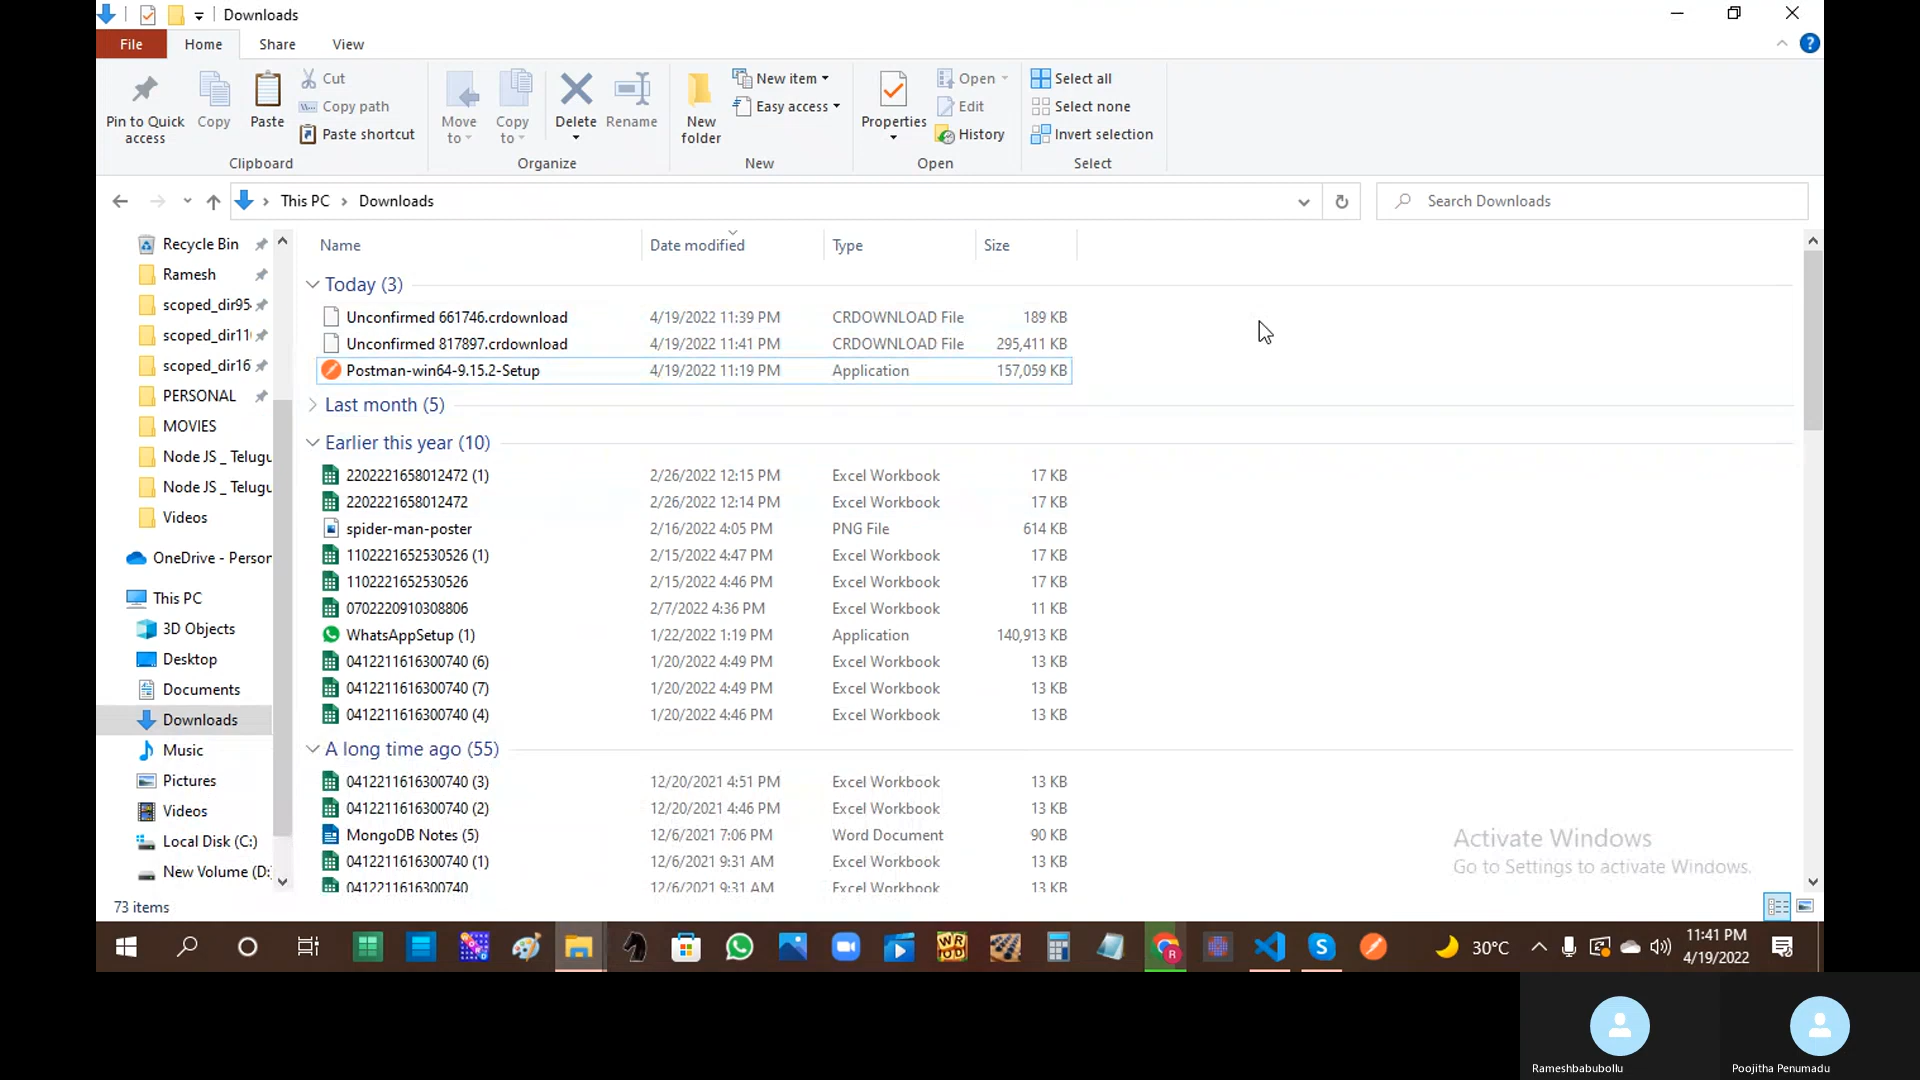 Downloads
File Home Share View
Pin to Quick access
Copy
Paste
Cut
Copy path
Paste shortcut
Clipboard
Move to
Copy to
Delete
Rename
Organize
New folder
New item
Easy access
New
Properties
Open
Edit
History
Open
Select all
Select none
Invert selection
Select
This PC > Downloads
Search Downloads
Recycle Bin
Ramesh
scoped_dir95
scoped_dir11
scoped_dir16
PERSONAL
MOVIES
Node JS _ Telugu
Node JS _ Telugu
Videos
OneDrive - Person
This PC
3D Objects
Desktop
Documents
Downloads
Music
Pictures
Videos
Local Disk (C:)
New Volume (D:
Name Date modified Type Size
Today (3)
Unconfirmed 661746.crdownload 4/19/2022 11:39 PM CRDOWNLOAD File 189 KB
Unconfirmed 817897.crdownload 4/19/2022 11:41 PM CRDOWNLOAD File 295,411 KB
Postman-win64-9.15.2-Setup 4/19/2022 11:19 PM Application 157,059 KB
Last month (5)
Earlier this year (10)
2202221658012472 (1) 2/26/2022 12:15 PM Excel Workbook 17 KB
2202221658012472 2/26/2022 12:14 PM Excel Workbook 17 KB
spider-man-poster 2/16/2022 4:05 PM PNG File 614 KB
1102221652530526 (1) 2/15/2022 4:47 PM Excel Workbook 17 KB
1102221652530526 2/15/2022 4:46 PM Excel Workbook 17 KB
0702220910308806 2/7/2022 4:36 PM Excel Workbook 11 KB
WhatsAppSetup (1) 1/22/2022 1:19 PM Application 140,913 KB
0412211616300740 (6) 1/20/2022 4:49 PM Excel Workbook 13 KB
0412211616300740 (7) 1/20/2022 4:49 PM Excel Workbook 13 KB
0412211616300740 (4) 1/20/2022 4:46 PM Excel Workbook 13 KB
A long time ago (55)
0412211616300740 (3) 12/20/2021 4:51 PM Excel Workbook 13 KB
0412211616300740 (2) 12/20/2021 4:46 PM Excel Workbook 13 KB
MongoDB Notes (5) 12/6/2021 7:06 PM Word Document 90 KB
0412211616300740 (1) 12/6/2021 9:31 AM Excel Workbook 13 KB
0412211616300740 12/6/2021 9:31 AM Excel Workbook 13 KB
Activate Windows
Go to Settings to activate Windows.
73 items
30°C
11:41 PM
4/19/2022
Rameshbabubollu
Poojitha Penumadu